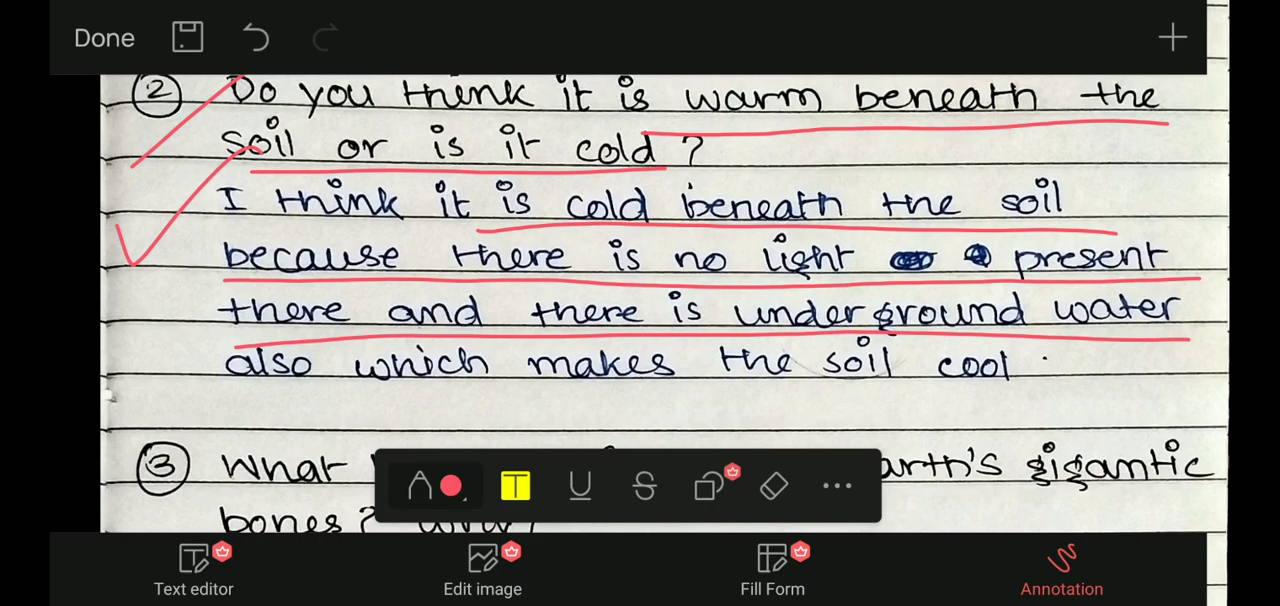 Done
② Do you think it is warm beneath the
soil or is it cold ?
I think it is cold beneath the soil
because there is no light present
there and there is underground water
also which makes the soil cool .
③ What arth's gigantic
bones?
T U S
Text editor Edit image Fill Form Annotation